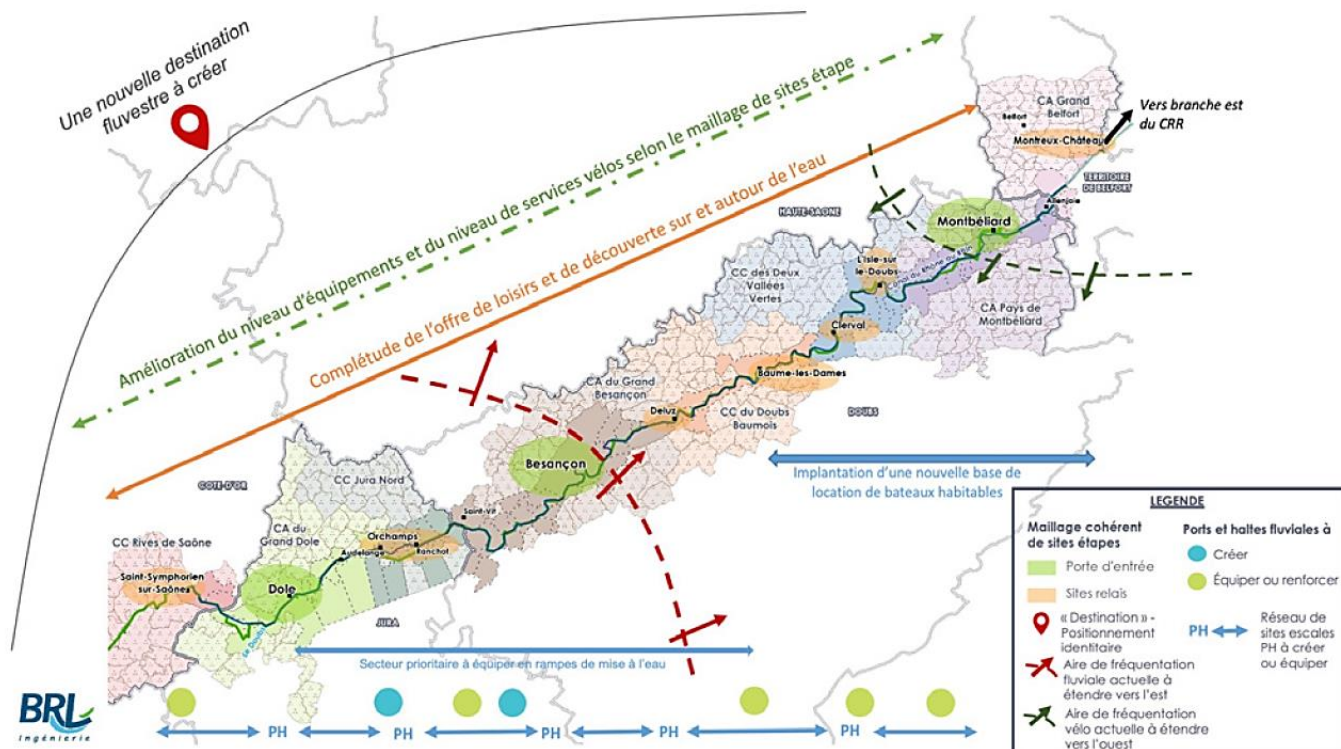 Une nouvelle destination
fluvestre à créer
Amélioration du niveau d'équipements et du niveau de services vélos selon le maillage de sites étape
Complétude de l'offre de loisirs et de découverte sur et autour de l'eau
Vers branche est
du CRR
CA Grand
Belfort
Belfort
Montreux-Château
TERRITOIRE
DE BELFORT
Allenjoie
HAUTE-SAONE
Montbéliard
L'Isle-sur
le-Doubs
Canal du Rhône au Rhin
CC des Deux
Vallées
Vertes
CA Pays de
Montbéliard
Clerval
Baume-les-Dames
CA du Grand
Besançon
Deluz
CC du Doubs
Baumois
DOUBS
Besançon
Implantation d'une nouvelle base de
location de bateaux habitables
COTE-D'OR
CC Jura Nord
Saint-Vit
CA du
Grand Dole
Orchamps
Audelange
Ranchot
CC Rives de Saône
Saint-Symphorien
sur-Saônes
Dole
Le Doubs
JURA
Secteur prioritaire à équiper en rampes de mise à l'eau
PH
PH
PH
PH
PH
PH
BRL
Ingénierie
LEGENDE
Maillage cohérent
de sites étapes
Porte d'entrée
Sites relais
« Destination » -
Positionnement
identitaire
Aire de fréquentation
fluviale actuelle à
étendre vers l'est
Aire de fréquentation
vélo actuelle à étendre
vers l'ouest
Ports et haltes fluviales à
Créer
Équiper ou renforcer
PH
Réseau de
sites escales
PH à créer
ou équiper